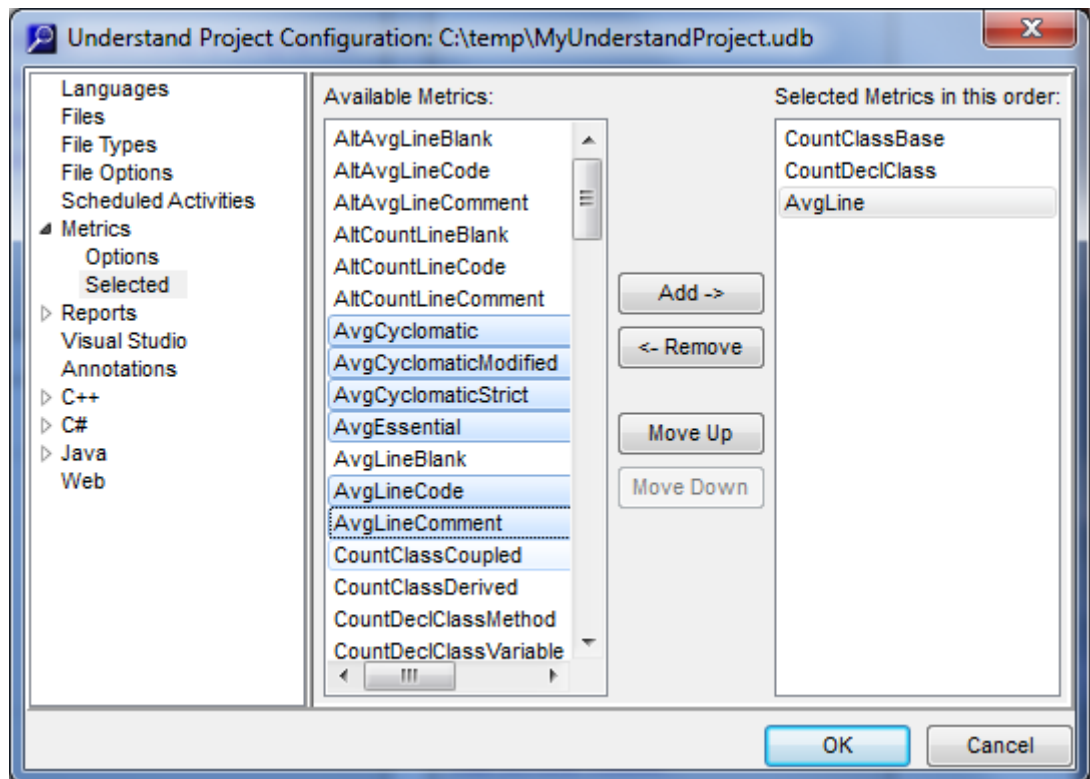 Understand Project Configuration: C:\temp\MyUnderstandProject.udb
Languages
Files
File Types
File Options
Scheduled Activities
Metrics
Options
Selected
Reports
Visual Studio
Annotations
C++
C#
Java
Web
Available Metrics:
AltAvgLineBlank
AltAvgLineCode
AltAvgLineComment
AltCountLineBlank
AltCountLineCode
AltCountLineComment
AvgCyclomatic
AvgCyclomaticModified
AvgCyclomaticStrict
AvgEssential
AvgLineBlank
AvgLineCode
AvgLineComment
CountClassCoupled
CountClassDerived
CountDeclClassMethod
CountDeclClassVariable
Add ->
<- Remove
Move Up
Move Down
Selected Metrics in this order:
CountClassBase
CountDeclClass
AvgLine
OK
Cancel